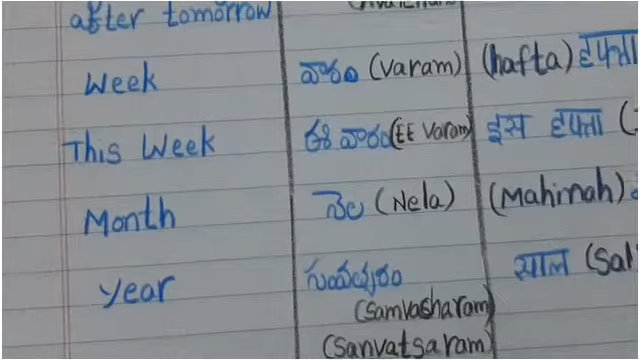 after tomorrow
Week వారం (varam) (hafta) हफ्ता
This Week ఈ వారం (EE Varam) इस हफ्ता (
Month నెల (Nela) (Mahinah)
year సంవత్సరం साल (Sal
(Samvasharam)
(Sanvatsaram)